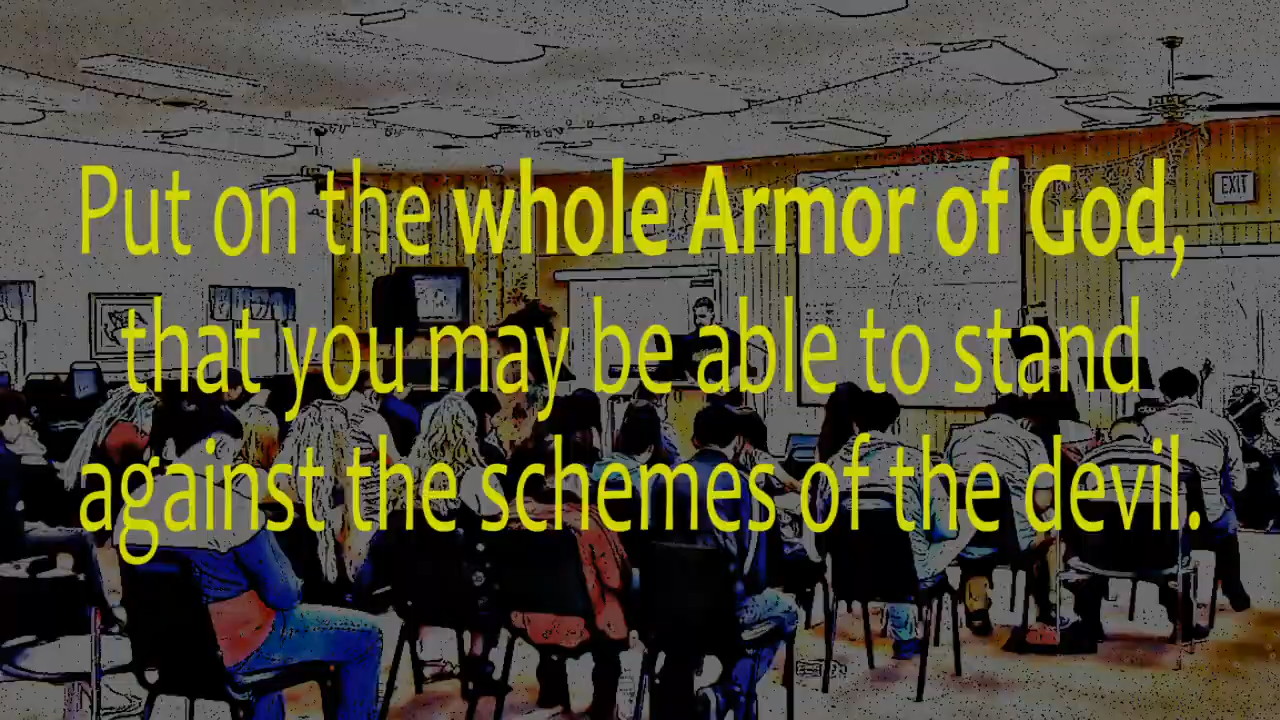 Put on the whole Armor of God,
that you may be able to stand
against the schemes of the devil.
EXIT